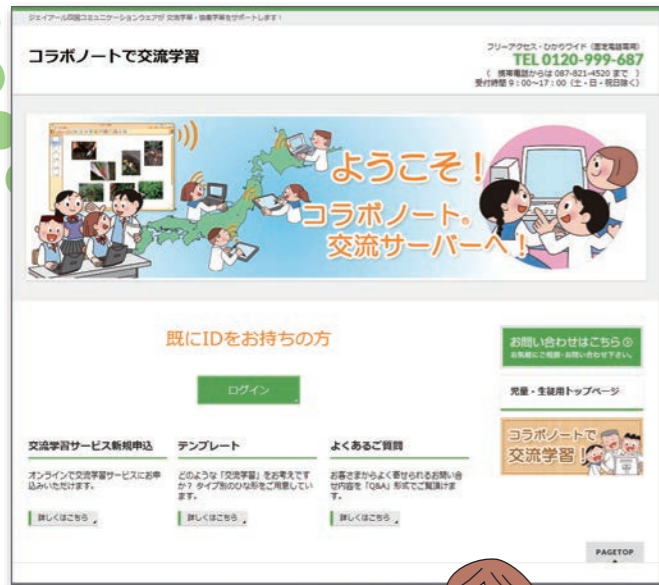 ジェイアール四国コミュニケーションウェアが 交流学習・協働学習をサポートします！
コラボノートで交流学習
フリーアクセス・ひかりワイド（固定電話専用）
TEL 0120-999-687
（ 携帯電話からは 087-821-4520 まで ）
受付時間 9：00～17：00（土・日・祝日除く）
ようこそ！
コラボノート。
交流サーバーへ！
既にIDをお持ちの方
ログイン
お問い合わせはこちら
お気軽にご相談・お問い合わせ下さい。
児童・生徒用トップページ
コラボノートで
交流学習！
交流学習サービス新規申込
オンラインで交流学習サービスにお申
込みいただけます。
詳しくはこちら
テンプレート
どのような「交流学習」をお考えです
か？ タイプ別のひな形をご用意してい
ます。
詳しくはこちら
よくあるご質問
お客さまからよく寄せられるお問い合
せ内容を「Q&A」形式でご覧頂けま
す。
詳しくはこちら
PAGETOP